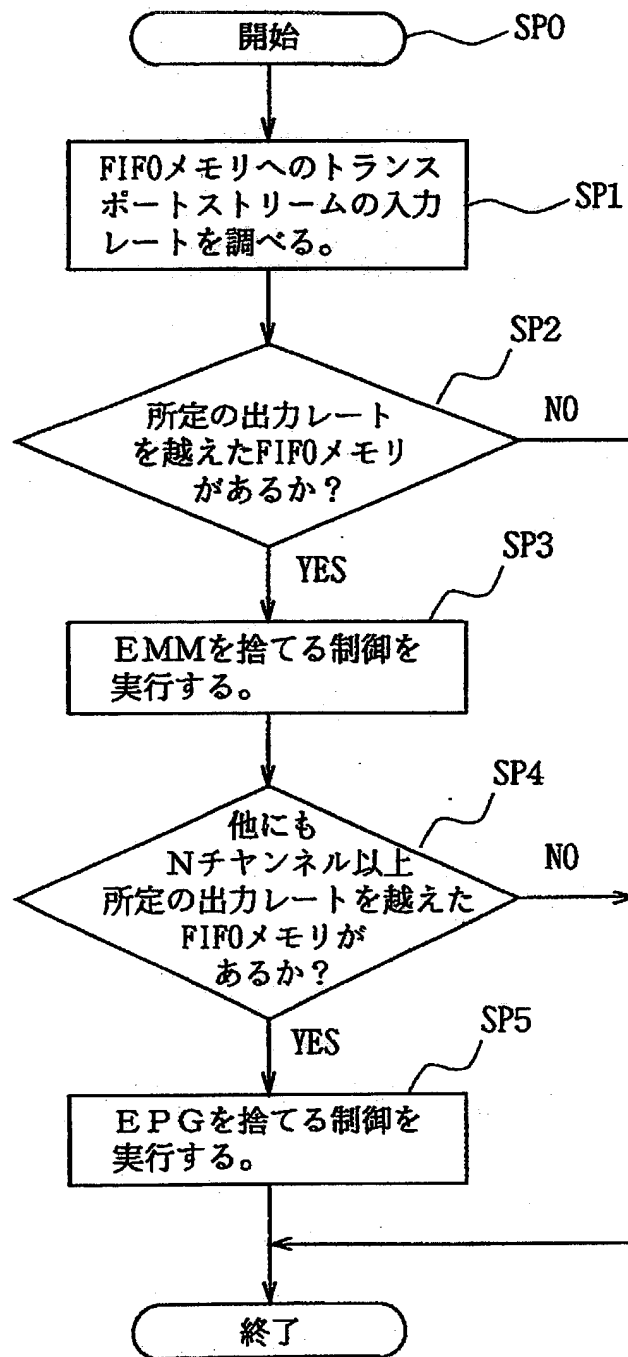 開始
SP0
FIFOメモリへのトランス
ポートストリームの入力
レートを調べる。
SP1
SP2
所定の出力レート
を越えたFIFOメモリ
があるか？
NO
YES
SP3
EMMを捨てる制御を
実行する。
SP4
他にも
Nチヤンネル以上
所定の出力レートを越えた
FIFOメモリが
あるか？
NO
YES
SP5
EPGを捨てる制御を
実行する。
終了